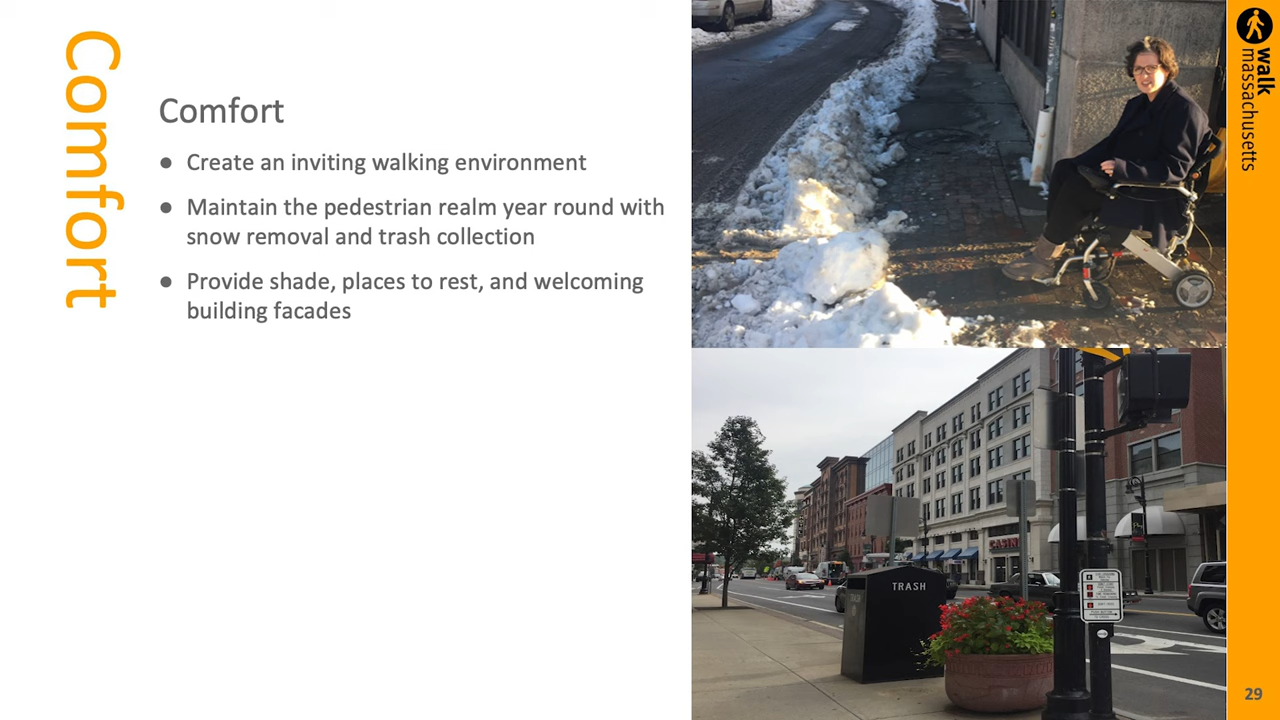 Comfort
Comfort
● Create an inviting walking environment
● Maintain the pedestrian realm year round with
snow removal and trash collection
● Provide shade, places to rest, and welcoming
building facades
walk
massachusetts
TRASH
29